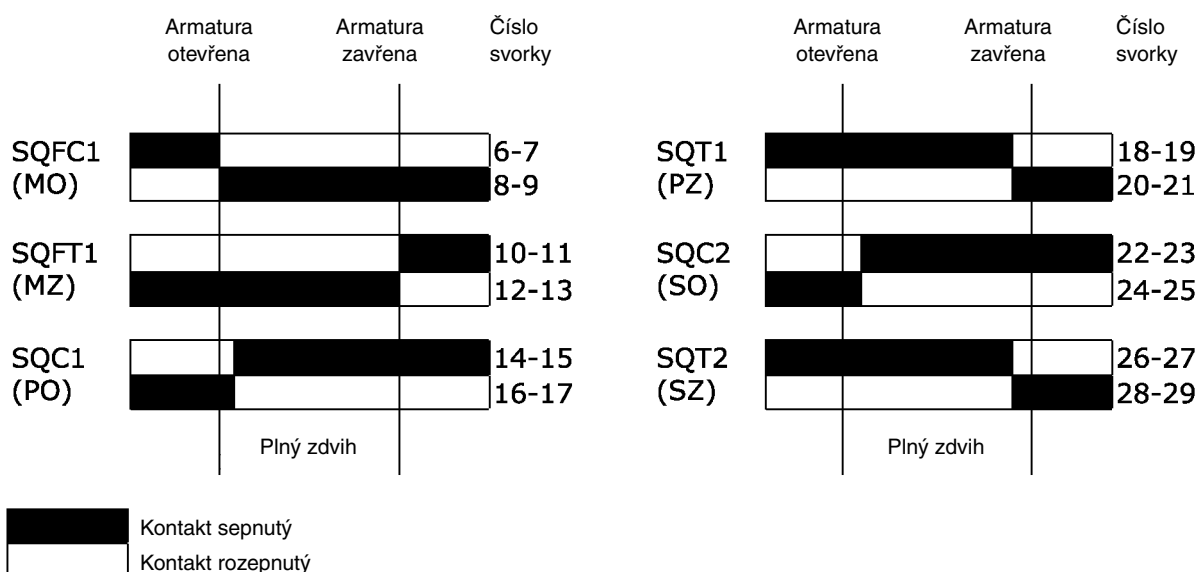 Armatura
otevřena
Armatura
zavřena
Číslo
svorky
SQFC1
(MO)
6-7
8-9
SQFT1
(MZ)
10-11
12-13
SQC1
(PO)
14-15
16-17
Plný zdvih
Armatura
otevřena
Armatura
zavřena
Číslo
svorky
SQT1
(PZ)
18-19
20-21
SQC2
(SO)
22-23
24-25
SQT2
(SZ)
26-27
28-29
Plný zdvih
Kontakt sepnutý
Kontakt rozepnutý